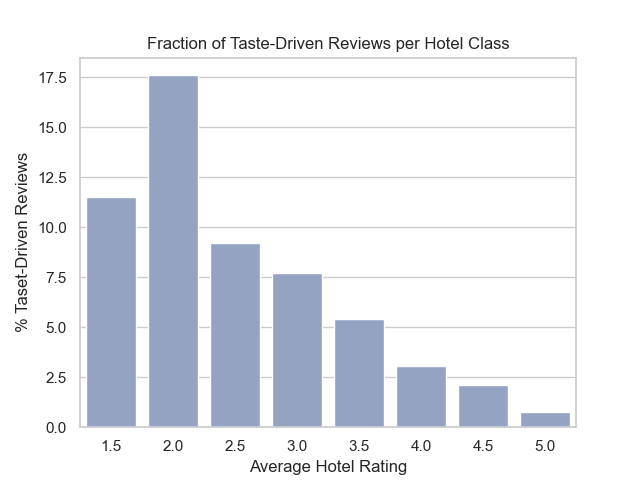 Fraction of Taste-Driven Reviews per Hotel Class
% Taset-Driven Reviews
17.5
15.0
12.5
10.0
7.5
5.0
2.5
0.0
1.5 2.0 2.5 3.0 3.5 4.0 4.5 5.0
Average Hotel Rating